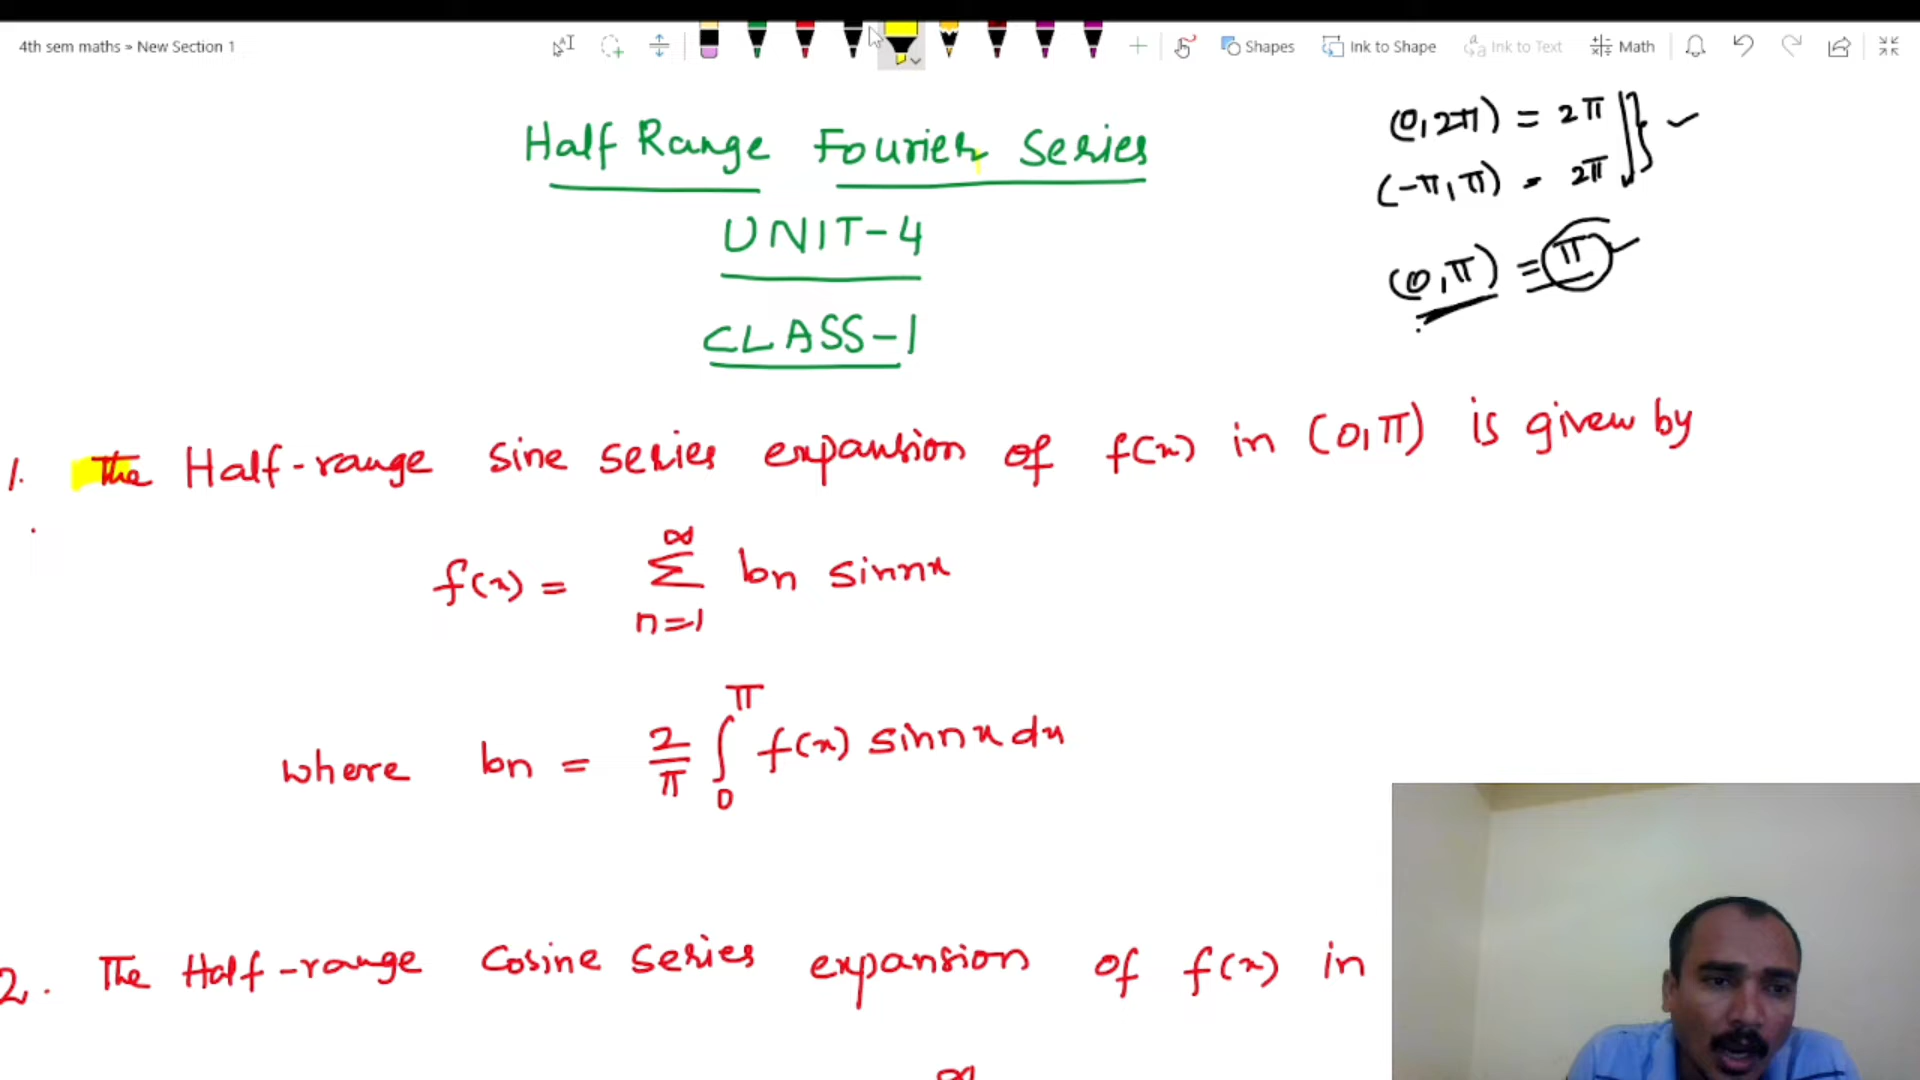 4th sem maths » New Section 1
Shapes
Ink to Shape
Ink to Text
Math
Half Range Fourier Series
UNIT-4
CLASS-1
(0,2π) = 2π
(-π,π) = 2π
(0,π) = π
1. The Half-range sine series expansion of f(x) in (0,π) is given by
f(x) = ∑ n=1 ∞ bn sinnx
where bn = 2/π ∫ 0 π f(x) sinnx dx
2. The Half-range Cosine series expansion of f(x) in
∞